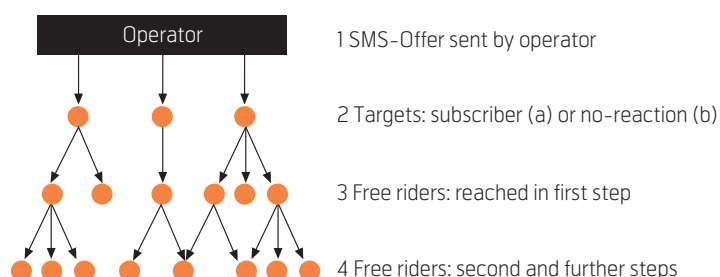 Operator
1 SMS-Offer sent by operator
2 Targets: subscriber (a) or no-reaction (b)
3 Free riders: reached in first step
4 Free riders: second and further steps